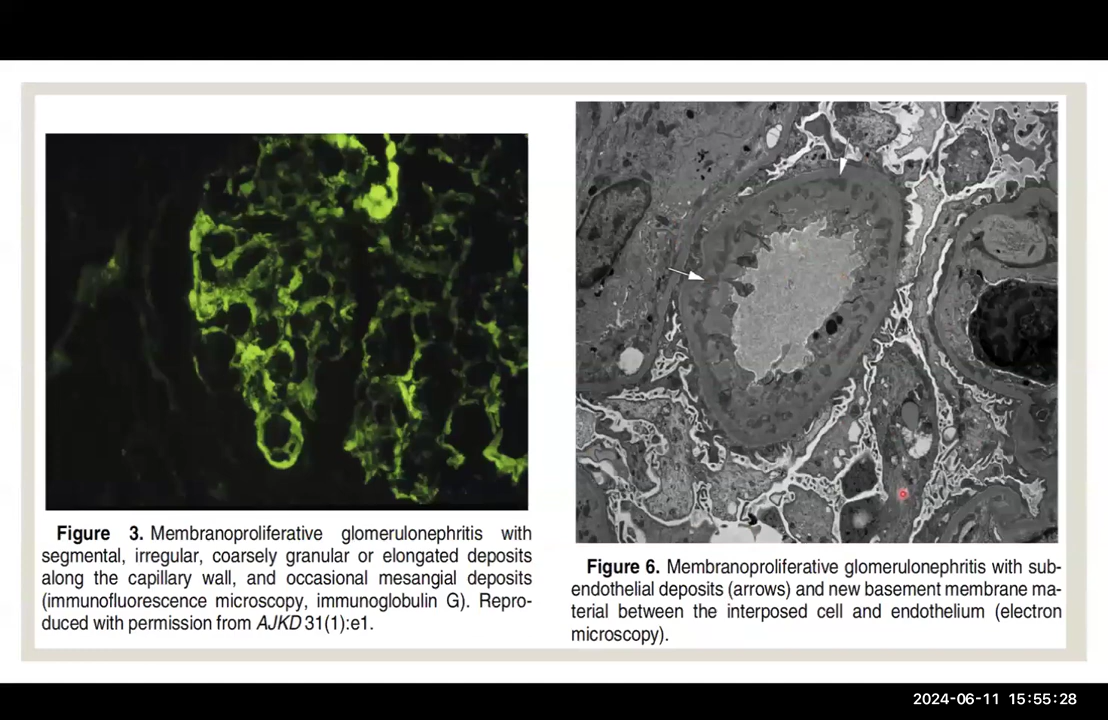 Figure 3. Membranoproliferative glomerulonephritis with
segmental, irregular, coarsely granular or elongated deposits
along the capillary wall, and occasional mesangial deposits
(immunofluorescence microscopy, immunoglobulin G). Repro-
duced with permission from AJKD 31(1):e1.
Figure 6. Membranoproliferative glomerulonephritis with sub-
endothelial deposits (arrows) and new basement membrane ma-
terial between the interposed cell and endothelium (electron
microscopy).
2024-06-11 15:55:28